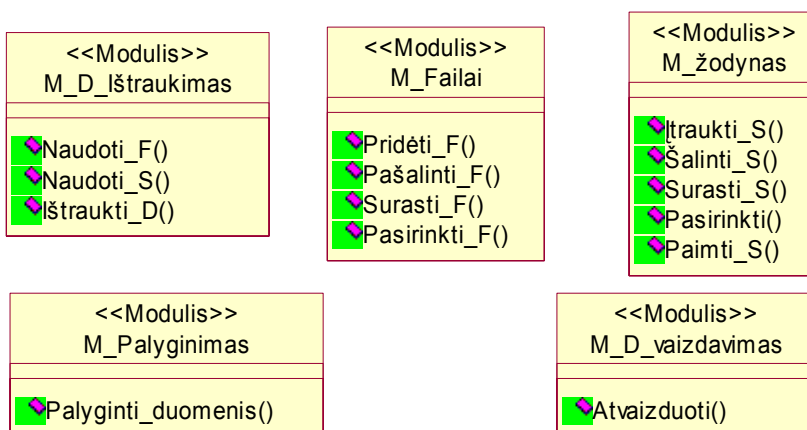 <<Modulis>>
M_D_Ištraukimas
Naudoti_F()
Naudoti_S()
Ištraukti_D()
<<Modulis>>
M_Failai
Pridėti_F()
Pašalinti_F()
Surasti_F()
Pasirinkti_F()
<<Modulis>>
M_žodynas
Įtraukti_S()
Šalinti_S()
Surasti_S()
Pasirinkti()
Paimti_S()
<<Modulis>>
M_Palyginimas
Palyginti_duomenis()
<<Modulis>>
M_D_vaizdavimas
Atvaizduoti()